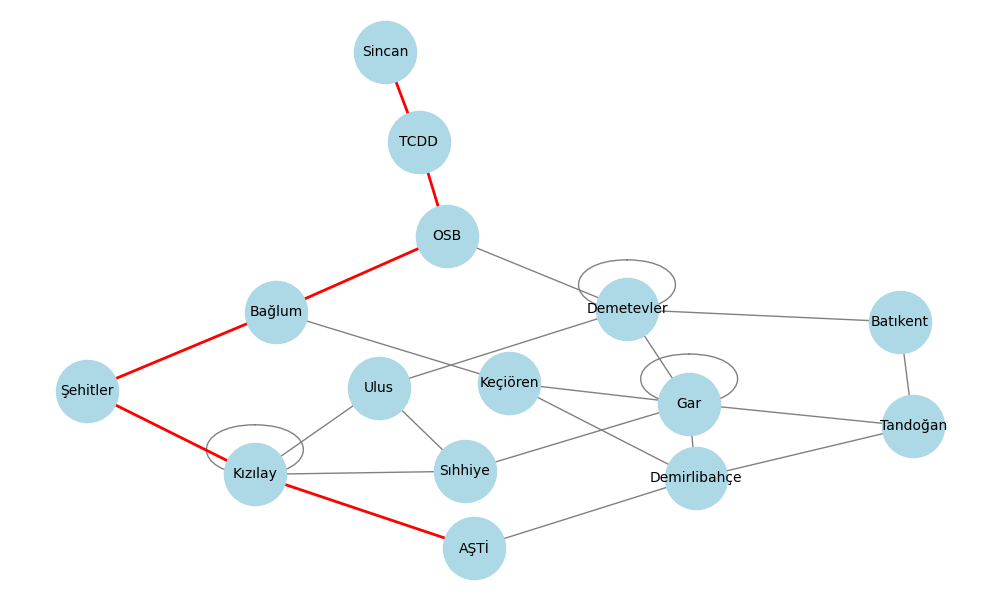 Sincan
TCDD
OSB
Demetevler
Bağlum
Batıkent
Keçiören
Ulus
Şehitler
Gar
Tandoğan
Sıhhiye
Kızılay
Demirlibahçe
AŞTİ